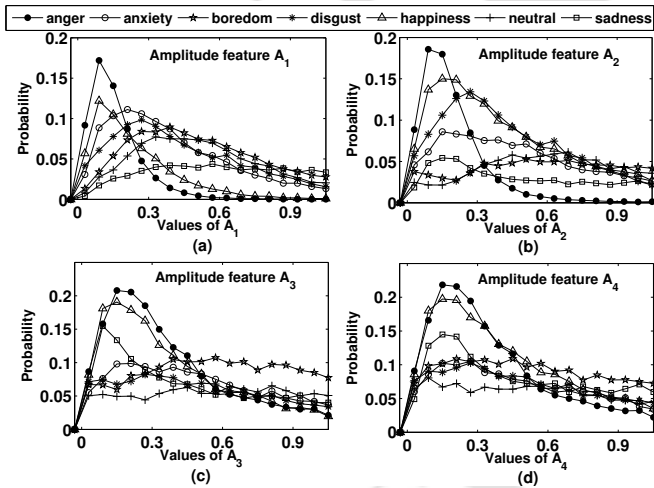 anger anxiety boredom disgust happiness neutral sadness
Amplitude feature A1
0.2
0.15
0.1
0.05
0
Probability
0 0.3 0.6 0.9
Values of A1
(a)
Amplitude feature A2
0.2
0.15
0.1
0.05
0
Probability
0 0.3 0.6 0.9
Values of A2
(b)
Amplitude feature A3
0.2
0.15
0.1
0.05
0
Probability
0 0.3 0.6 0.9
Values of A3
(c)
Amplitude feature A4
0.2
0.15
0.1
0.05
0
Probability
0 0.3 0.6 0.9
Values of A4
(d)